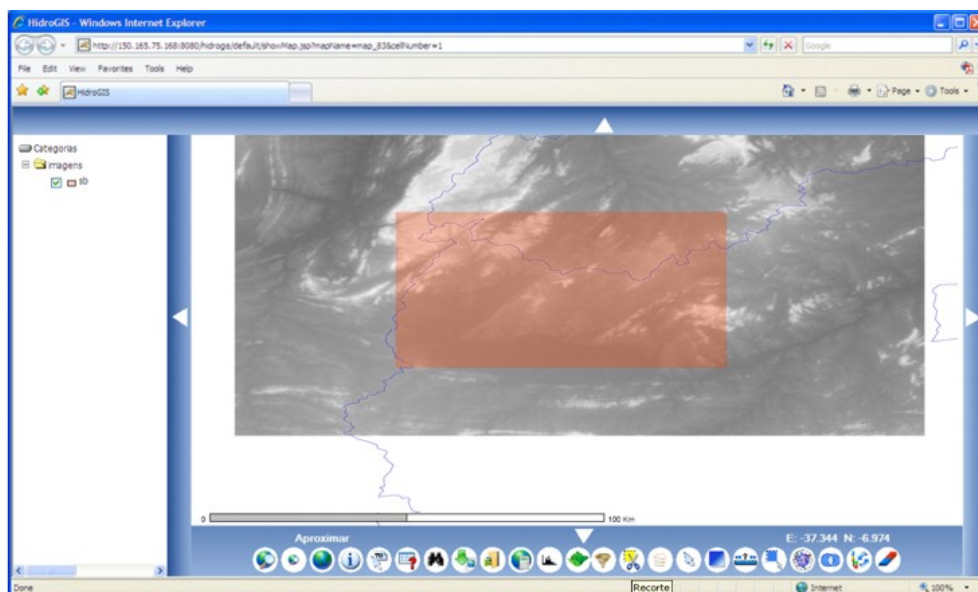 HidroGIS - Windows Internet Explorer
http://150.165.75.168:8080/hidrogis/default/showMap.jsp?mapName=map_83&cellNumber=1
Google
File Edit View Favorites Tools Help
HidroGIS
Page Tools
Categorias
imagens
sb
0
100 Km
Aproximar
E: -37.344 N: -6.974
Recorte
Done
Internet
100%